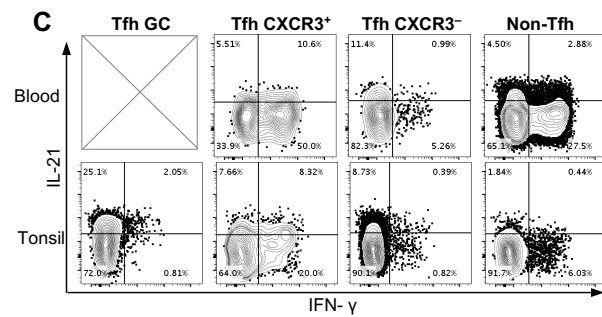 C
Tfh GC Tfh CXCR3⁺ Tfh CXCR3⁻ Non-Tfh
IL-21
Blood
5.51% 10.6% 11.4% 0.99% 4.50% 2.88%
33.9% 50.0% 82.3% 5.26% 65.1% 27.5%
Tonsil
25.1% 2.05% 7.66% 8.32% 8.73% 0.39% 1.84% 0.44%
72.0% 0.81% 64.0% 20.0% 90.1% 0.82% 91.7% 6.03%
IFN- γ